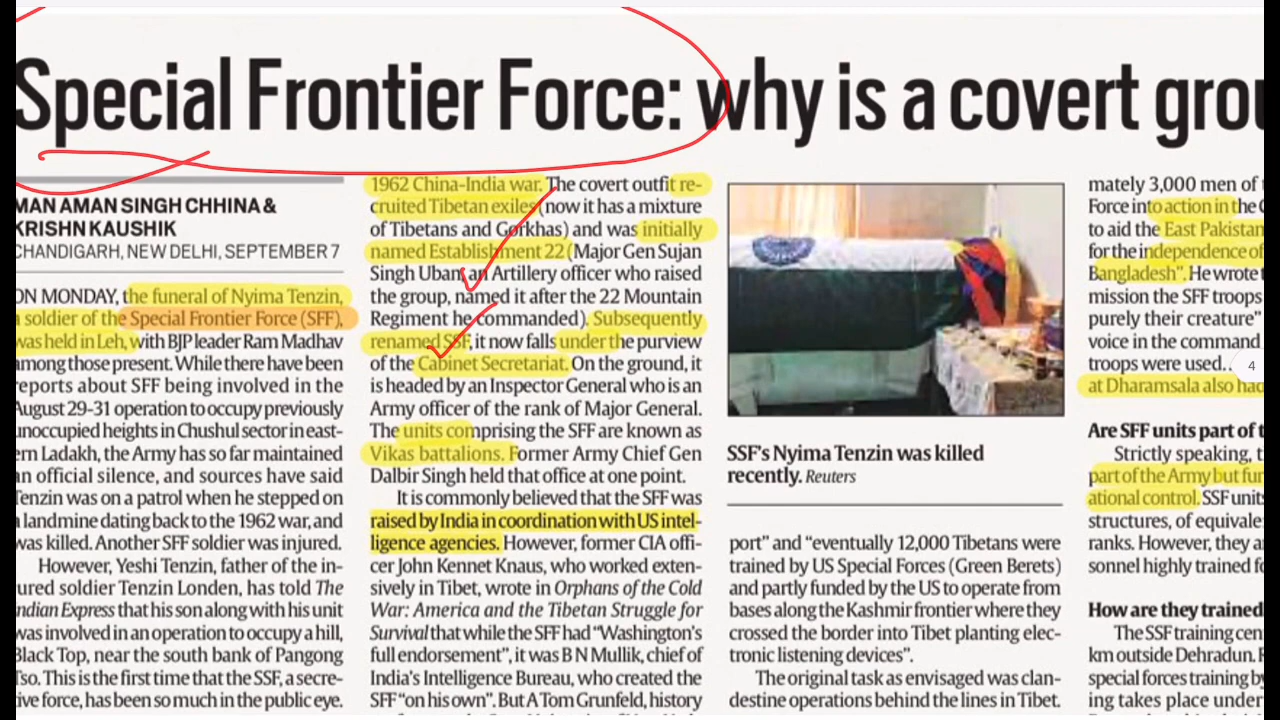 Special Frontier Force: why is a covert grou
MAN AMAN SINGH CHHINA &
KRISHN KAUSHIK
CHANDIGARH, NEW DELHI, SEPTEMBER 7
ON MONDAY, the funeral of Nyima Tenzin,
a soldier of the Special Frontier Force (SFF),
was held in Leh, with BJP leader Ram Madhav
among those present. While there have been
reports about SFF being involved in the
August 29-31 operation to occupy previously
unoccupied heights in Chushul sector in east-
ern Ladakh, the Army has so far maintained
an official silence, and sources have said
Tenzin was on a patrol when he stepped on
a landmine dating back to the 1962 war, and
was killed. Another SFF soldier was injured.
However, Yeshi Tenzin, father of the in-
jured soldier Tenzin Londen, has told The
Indian Express that his son along with his unit
was involved in an operation to occupy a hill,
Black Top, near the south bank of Pangong
Tso. This is the first time that the SSF, a secre-
tive force, has been so much in the public eye.
1962 China-India war. The covert outfit re-
cruited Tibetan exiles (now it has a mixture
of Tibetans and Gorkhas) and was initially
named Establishment 22 (Major Gen Sujan
Singh Uban, an Artillery officer who raised
the group, named it after the 22 Mountain
Regiment he commanded). Subsequently
renamed SSF, it now falls under the purview
of the Cabinet Secretariat. On the ground, it
is headed by an Inspector General who is an
Army officer of the rank of Major General.
The units comprising the SFF are known as
Vikas battalions. Former Army Chief Gen
Dalbir Singh held that office at one point.
It is commonly believed that the SFF was
raised by India in coordination with US intel-
ligence agencies. However, former CIA offi-
cer John Kennet Knaus, who worked exten-
sively in Tibet, wrote in Orphans of the Cold
War: America and the Tibetan Struggle for
Survival that while the SFF had "Washington's
full endorsement", it was B N Mullik, chief of
India's Intelligence Bureau, who created the
SFF "on his own". But A Tom Grunfeld, history
SSF's Nyima Tenzin was killed
recently. Reuters
port" and "eventually 12,000 Tibetans were
trained by US Special Forces (Green Berets)
and partly funded by the US to operate from
bases along the Kashmir frontier where they
crossed the border into Tibet planting elec-
tronic listening devices".
The original task as envisaged was clan-
destine operations behind the lines in Tibet.
mately 3,000 men of
Force into action in the
to aid the East Pakistan
for the independence of
Bangladesh". He wrote
mission the SFF troops
purely their creature"
voice in the command
troops were used..
4
at Dharamsala also had
Are SFF units part of
Strictly speaking,
part of the Army but
ational control. SSF units
structures, of
ranks. However, they
sonnel highly trained
How are they trained
The SSF training
km outside Dehradun.
special forces training
ing takes place under